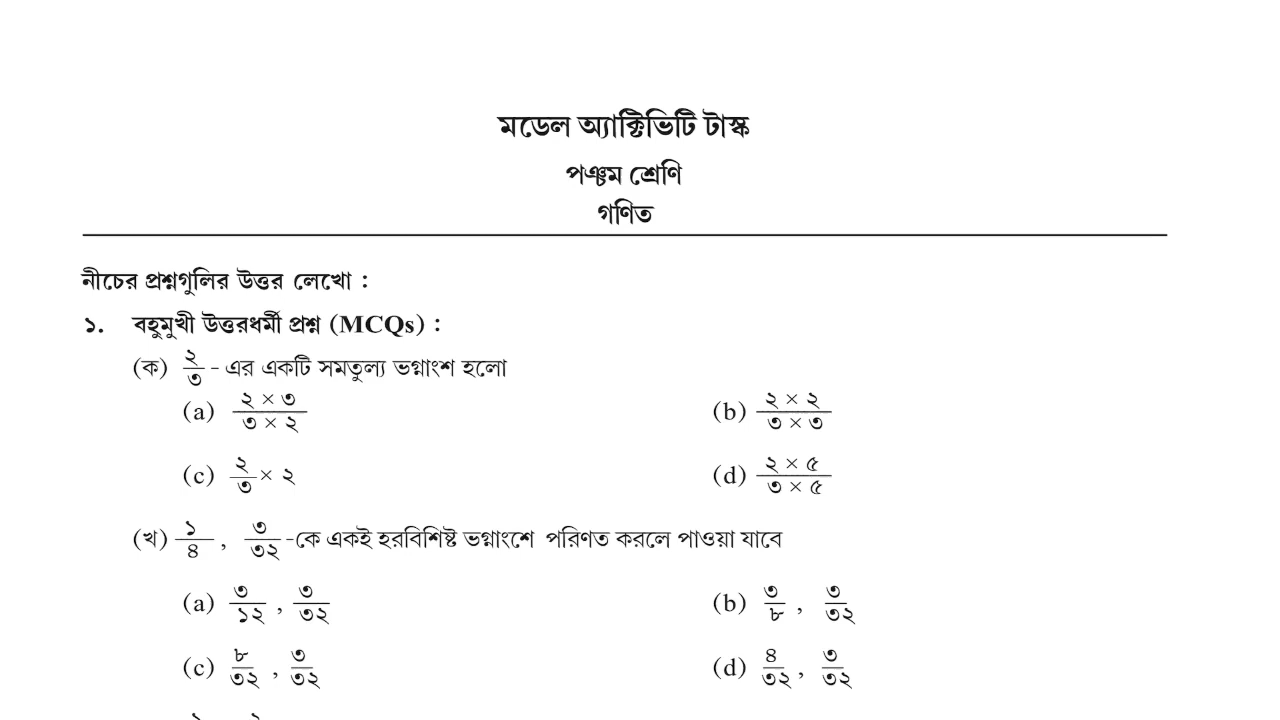 মডেল অ্যাক্টিভিটি টাস্ক
পঞ্চম শ্রেণি
গণিত
নীচের প্রশ্নগুলির উত্তর লেখো :
১. বহুমুখী উত্তরধর্মী প্রশ্ন (MCQs) :
(ক) ২/৩ - এর একটি সমতুল্য ভগ্নাংশ হলো
(a) ২ × ৩/৩ × ২ (b) ২ × ২/৩ × ৩
(c) ২/৩ × ২ (d) ২ × ৫/৩ × ৫
(খ) ১/৪ , ৩/৩২ -কে একই হরবিশিষ্ট ভগ্নাংশে পরিণত করলে পাওয়া যাবে
(a) ৩/১২ , ৩/৩২ (b) ৩/৮ , ৩/৩২
(c) ৮/৩২ , ৩/৩২ (d) ৪/৩২ , ৩/৩২